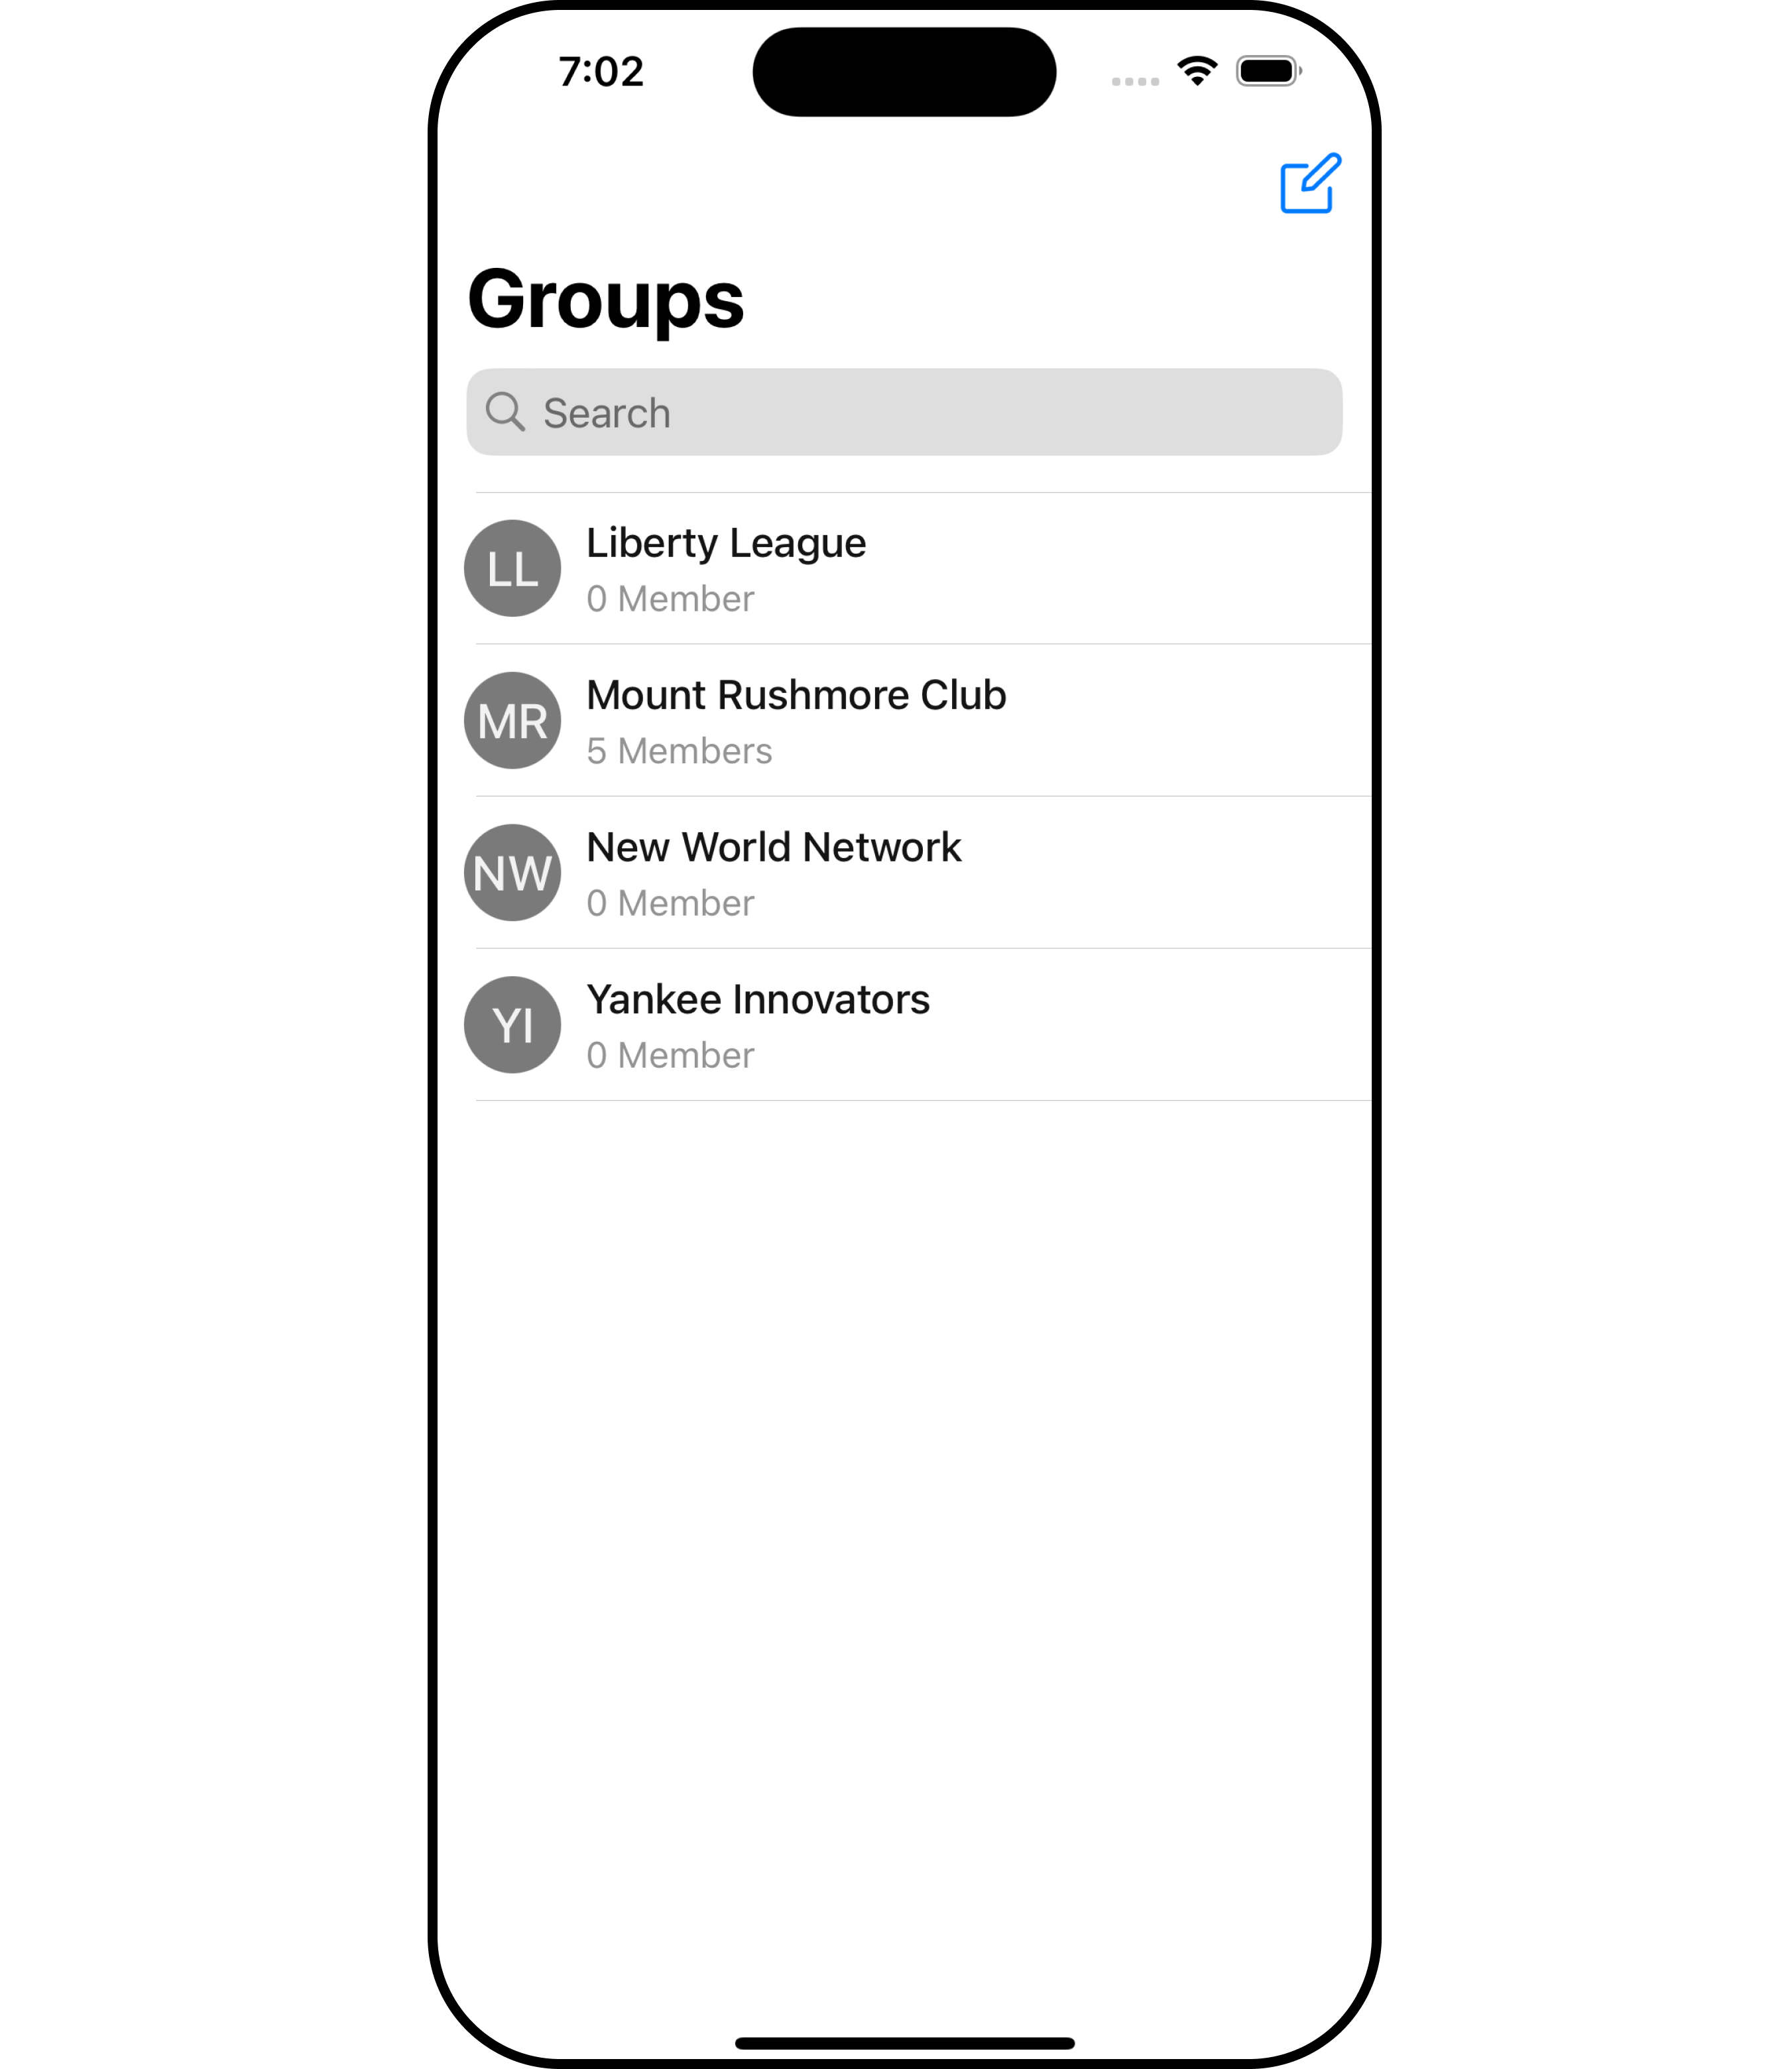 7:02
Groups
Search
LL
Liberty League
0 Member
MR
Mount Rushmore Club
5 Members
NW
New World Network
0 Member
YI
Yankee Innovators
0 Member